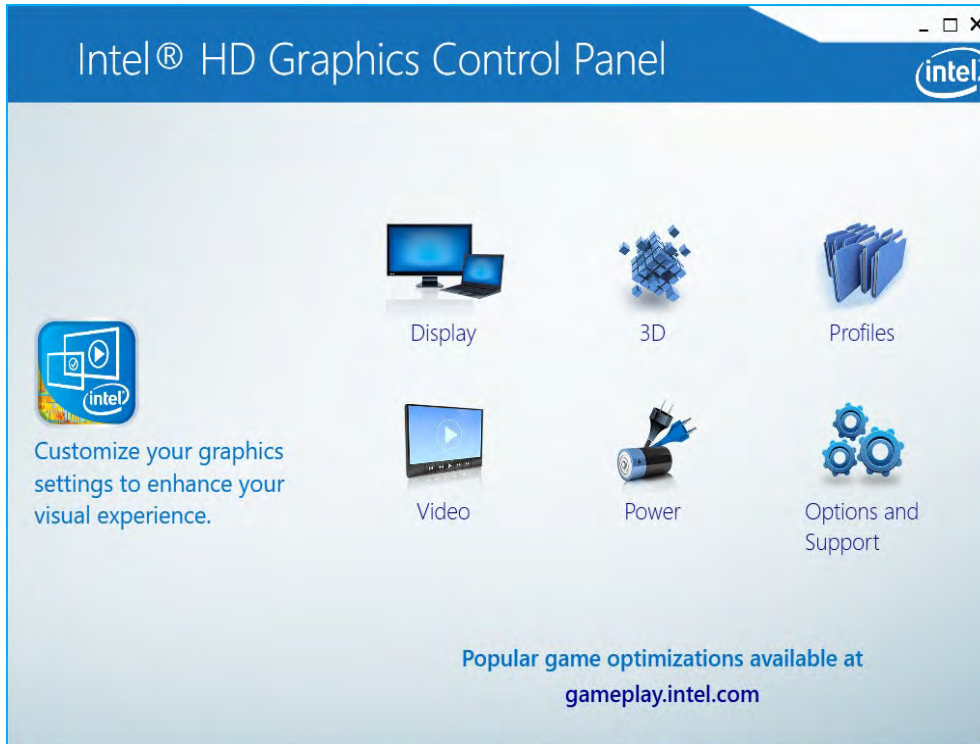 Intel® HD Graphics Control Panel
intel
Display
3D
Profiles
intel
Customize your graphics
settings to enhance your
visual experience.
Video
Power
Options and
Support
Popular game optimizations available at
gameplay.intel.com